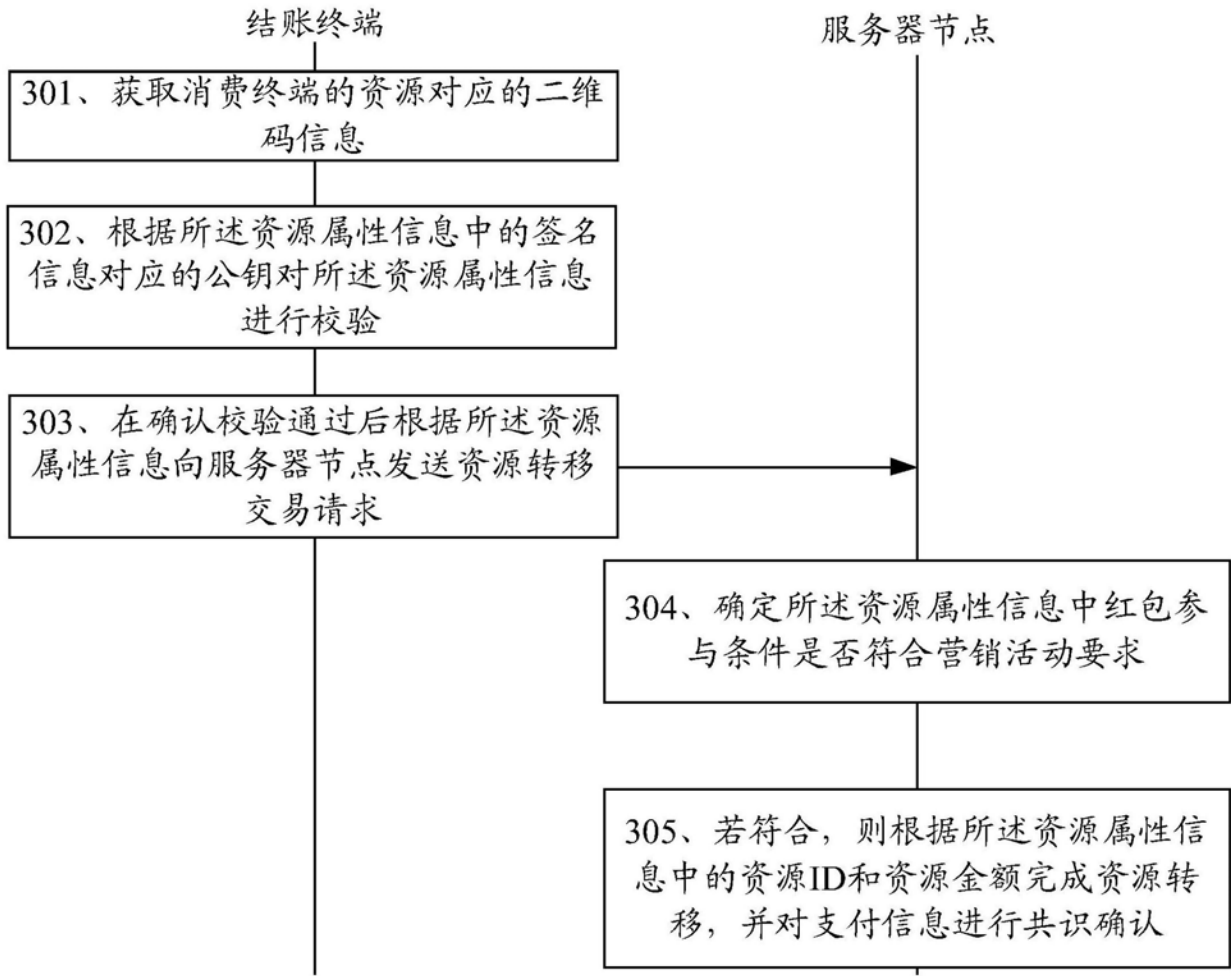 结账终端
服务器节点
301、获取消费终端的资源对应的二维
码信息
302、根据所述资源属性信息中的签名
信息对应的公钥对所述资源属性信息
进行校验
303、在确认校验通过后根据所述资源
属性信息向服务器节点发送资源转移
交易请求
304、确定所述资源属性信息中红包参
与条件是否符合营销活动要求
305、若符合，则根据所述资源属性信
息中的资源ID和资源金额完成资源转
移，并对支付信息进行共识确认